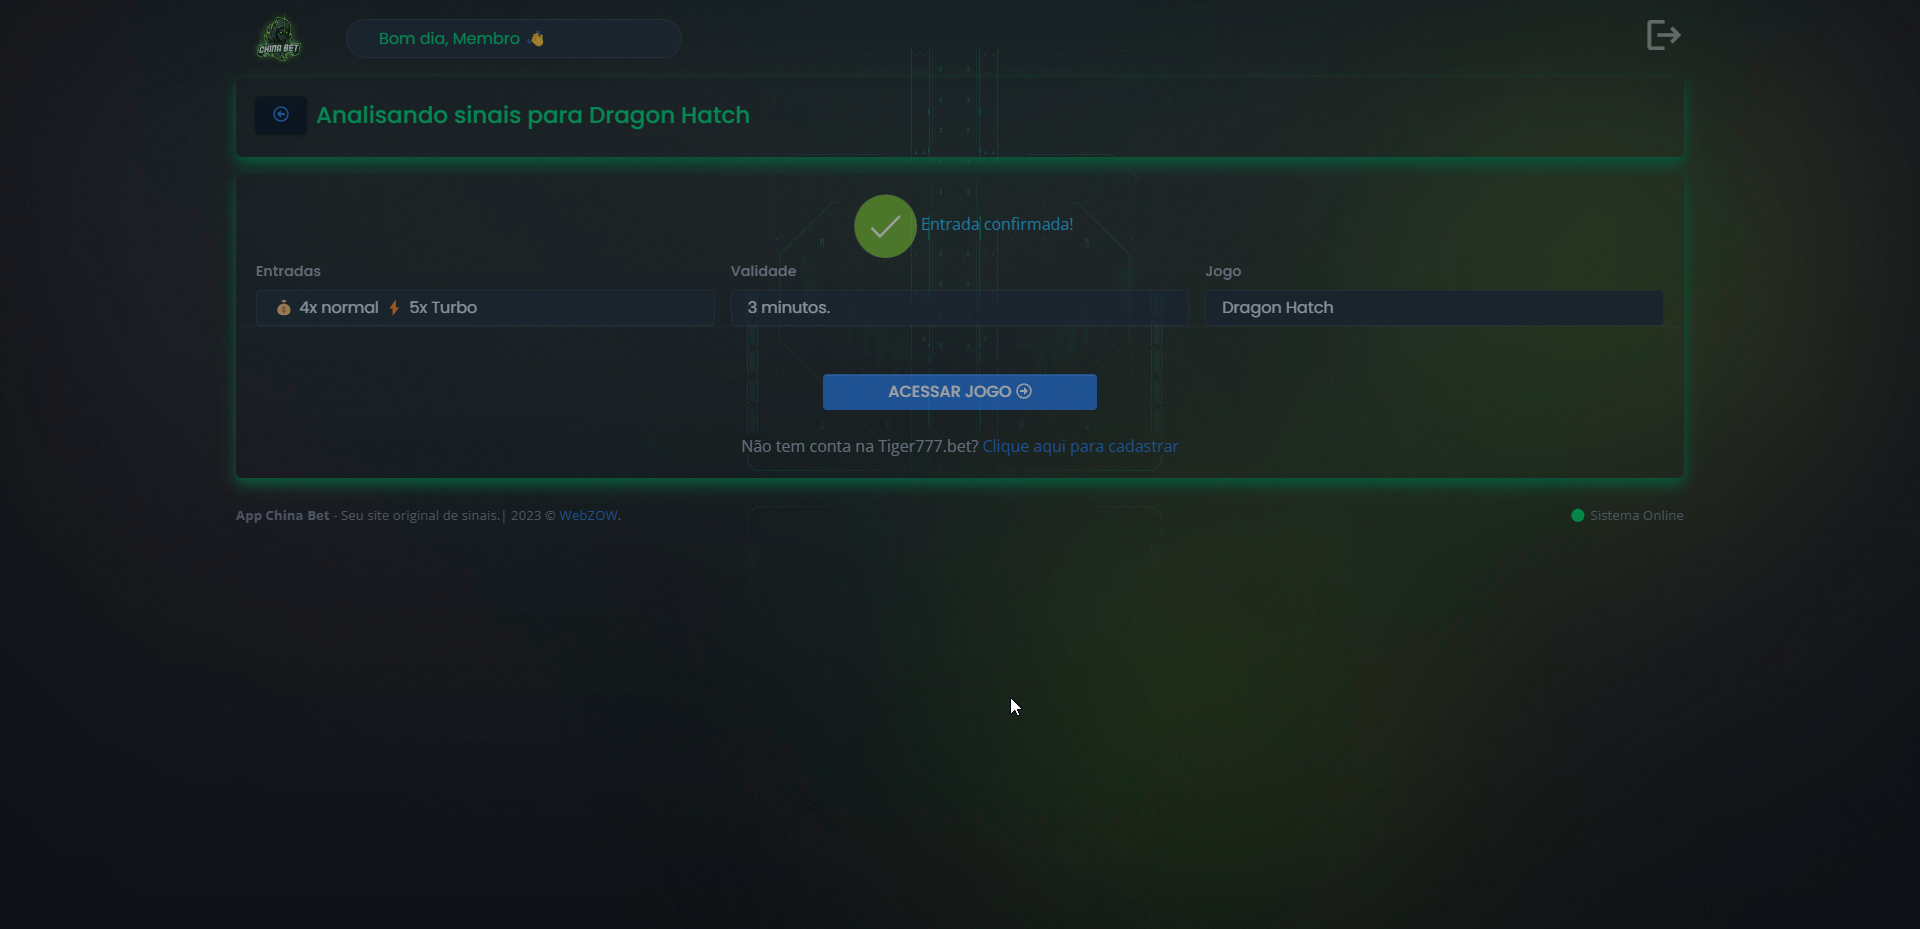 CHINA BET
Bom dia, Membro 👋
Analisando sinais para Dragon Hatch
Entrada confirmada!
Entradas
💰 4x normal ⚡ 5x Turbo
Validade
3 minutos.
Jogo
Dragon Hatch
ACESSAR JOGO
Não tem conta na Tiger777.bet? Clique aqui para cadastrar
App China Bet - Seu site original de sinais.| 2023 © WebZOW.
Sistema Online